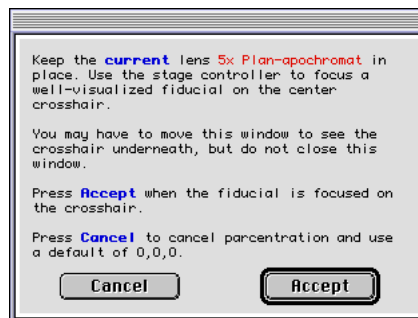 Keep the current lens 5x Plan-apochromat in
place. Use the stage controller to focus a
well-visualized fiducial on the center
crosshair.
You may have to move this window to see the
crosshair underneath, but do not close this
window.
Press Accept when the fiducial is focused on
the crosshair.
Press Cancel to cancel parcentration and use
a default of 0,0,0.
Cancel Accept